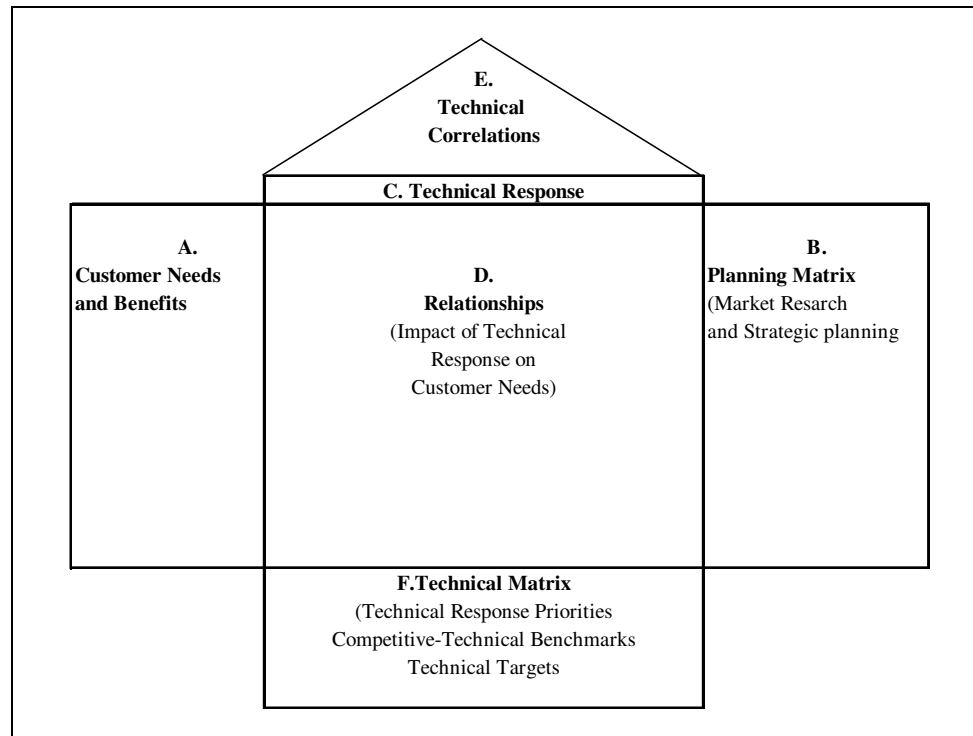 E.
Technical
Correlations
C. Technical Response
A.
Customer Needs
and Benefits
D.
Relationships
(Impact of Technical
Response on
Customer Needs)
B.
Planning Matrix
(Market Resarch
and Strategic planning
F.Technical Matrix
(Technical Response Priorities
Competitive-Technical Benchmarks
Technical Targets